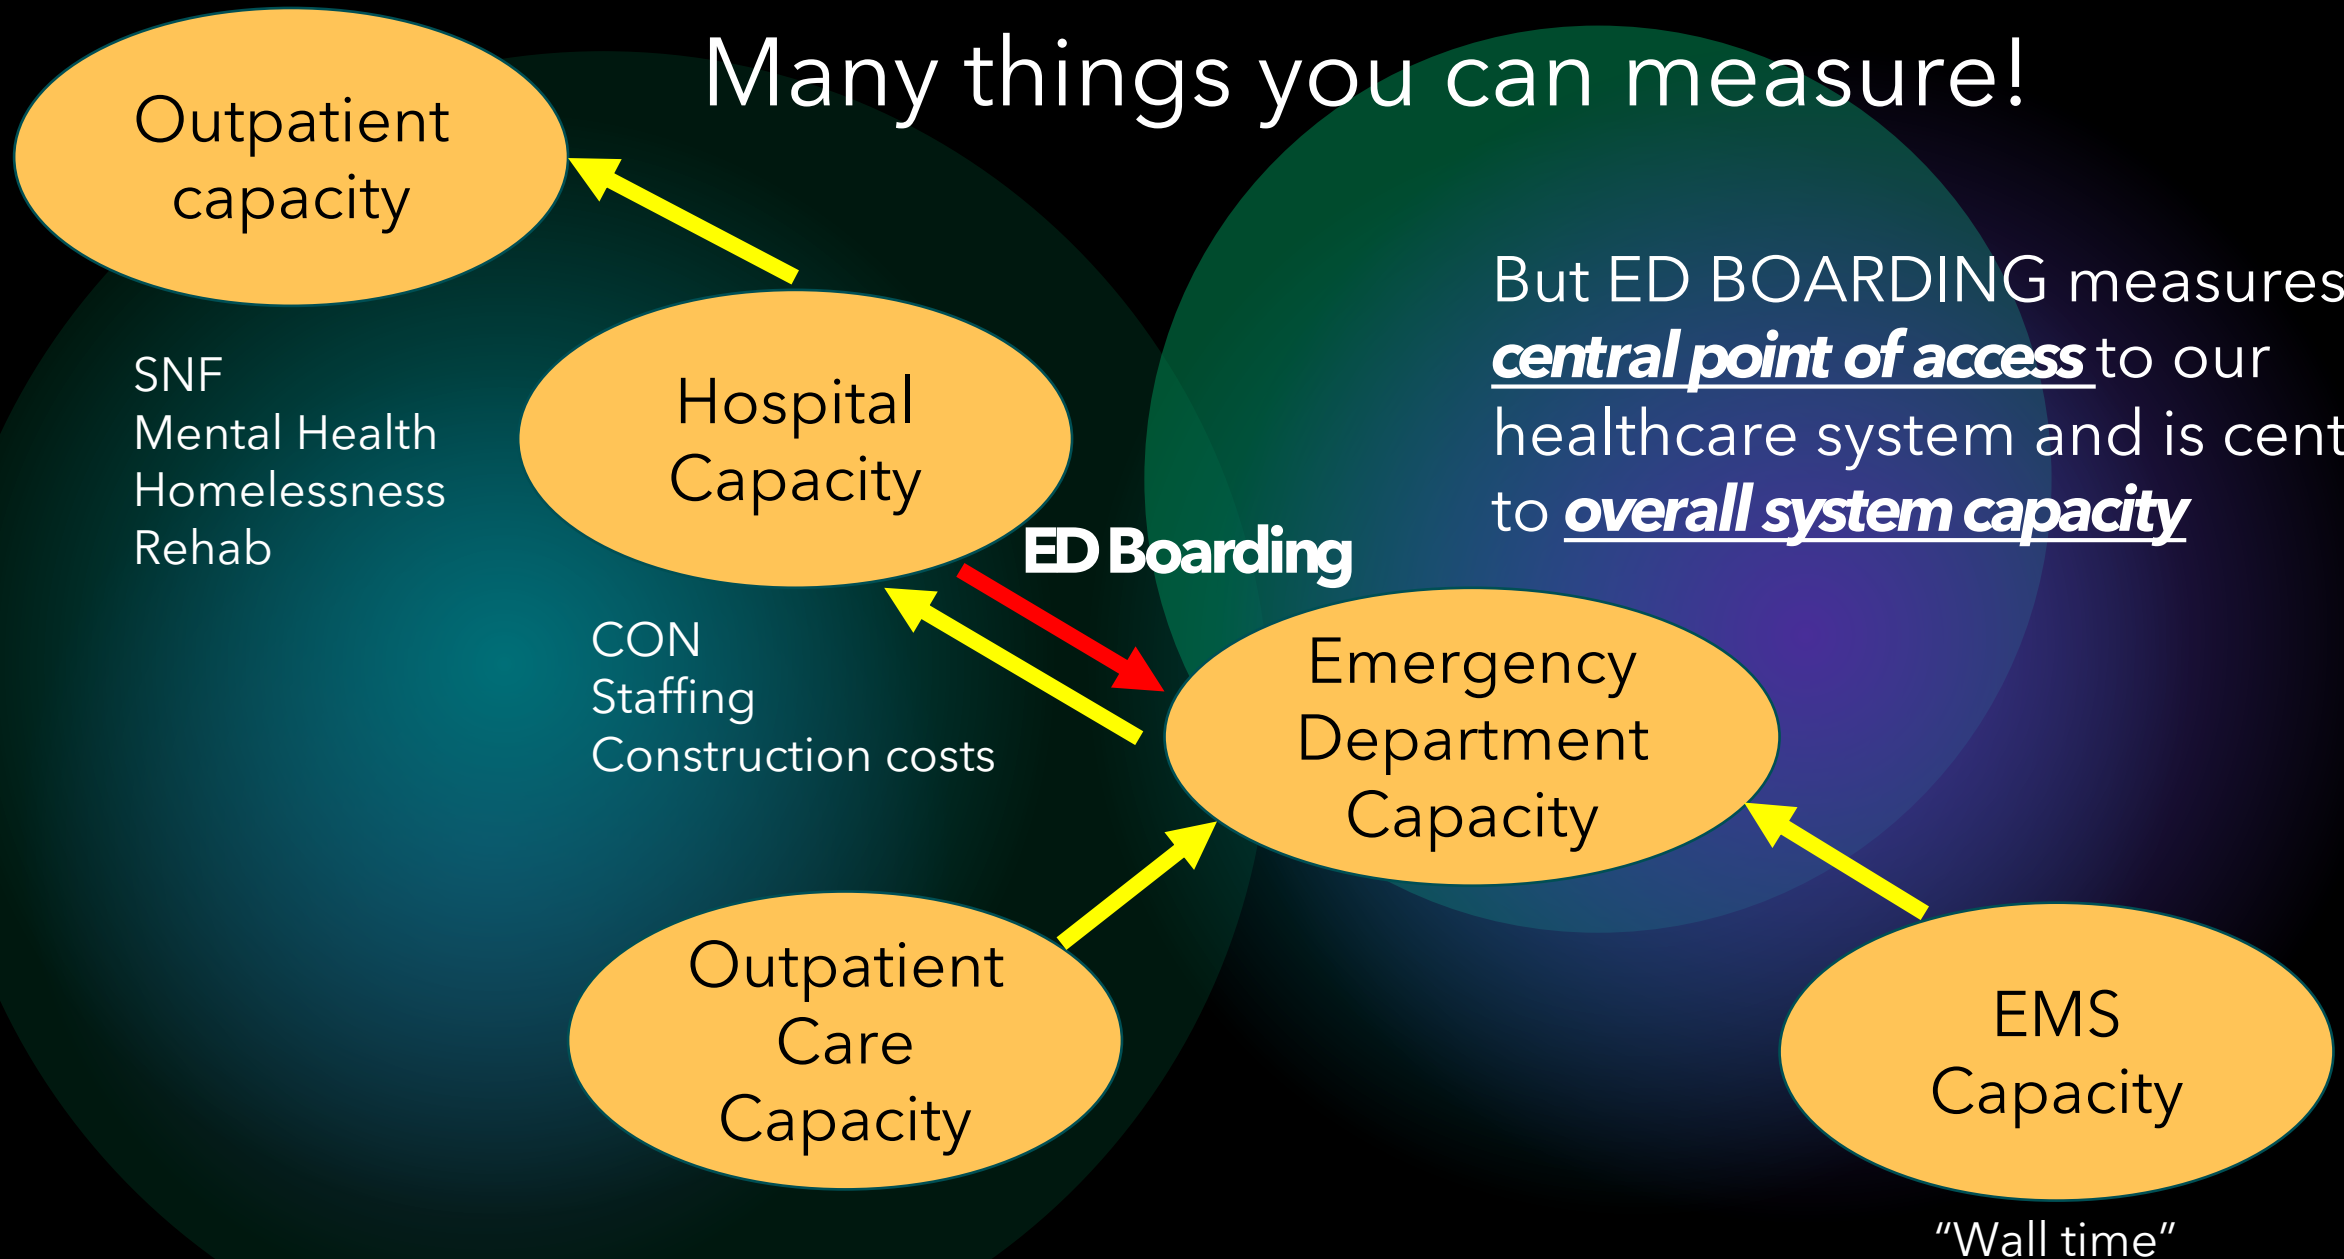 Many things you can measure!
Outpatient
capacity
SNF
Mental Health
Homelessness
Rehab
Hospital
Capacity
But ED BOARDING measures
central point of access to our
healthcare system and is cent
to overall system capacity
ED Boarding
CON
Staffing
Construction costs
Emergency
Department
Capacity
Outpatient
Care
Capacity
EMS
Capacity
“Wall time”